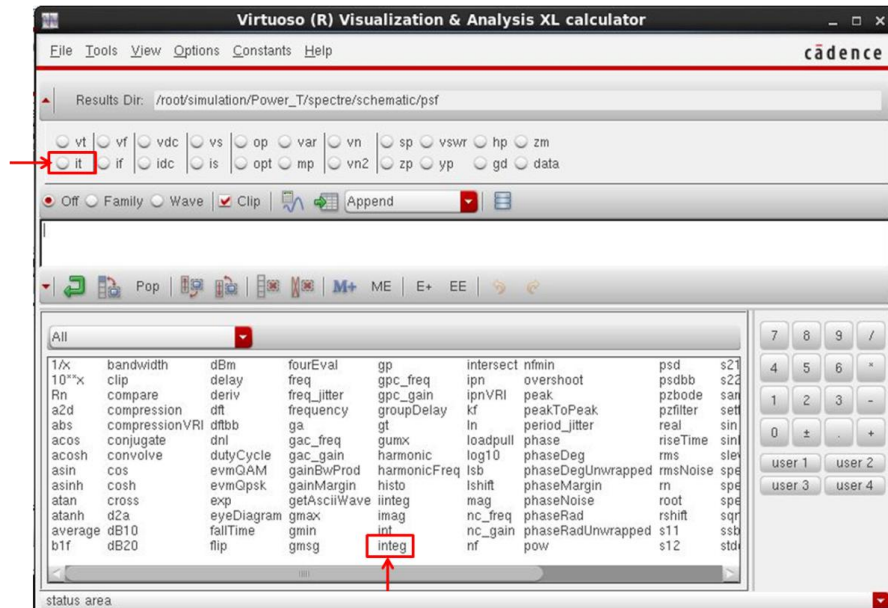 Virtuoso (R) Visualization & Analysis XL calculator
File Tools View Options Constants Help
cādence
Results Dir: /root/simulation/Power_T/spectre/schematic/psf
vt vf vdc vs op var vn sp vswr hp zm
it if idc is opt mp vn2 zp yp gd data
Off Family Wave Clip Append
Pop M+ ME E+ EE
All
1/x bandwidth dBm fourEval gp intersect nfmin psd s21
10**x clip delay freq gpc_freq ipn overshoot psdbb s22
Rn compare deriv freq_jitter gpc_gain ipnVRI peak pzbode
a2d compression dft frequency groupDelay kf peakToPeak pzfilter
abs compressionVRI dftbb ga gt ln period_jitter real sin
acos conjugate dnl gac_freq gumx loadpull phase riseTime
acosh convolve dutyCycle gac_gain harmonic log10 phaseDeg rms
asin cos evmQAM gainBwProd harmonicFreq lsb phaseDegUnwrapped rmsNoise
asinh cosh evmQpsk gainMargin histo lshift phaseMargin rn
atan cross exp getAsciiWave iinteg mag phaseNoise root
atanh d2a eyeDiagram gmax imag nc_freq phaseRad rshift
average dB10 fallTime gmin int nc_gain phaseRadUnwrapped s11
b1f dB20 flip gmsg integ nf pow s12
7 8 9 /
4 5 6 *
1 2 3 -
0 ± . +
user 1 user 2
user 3 user 4
status area